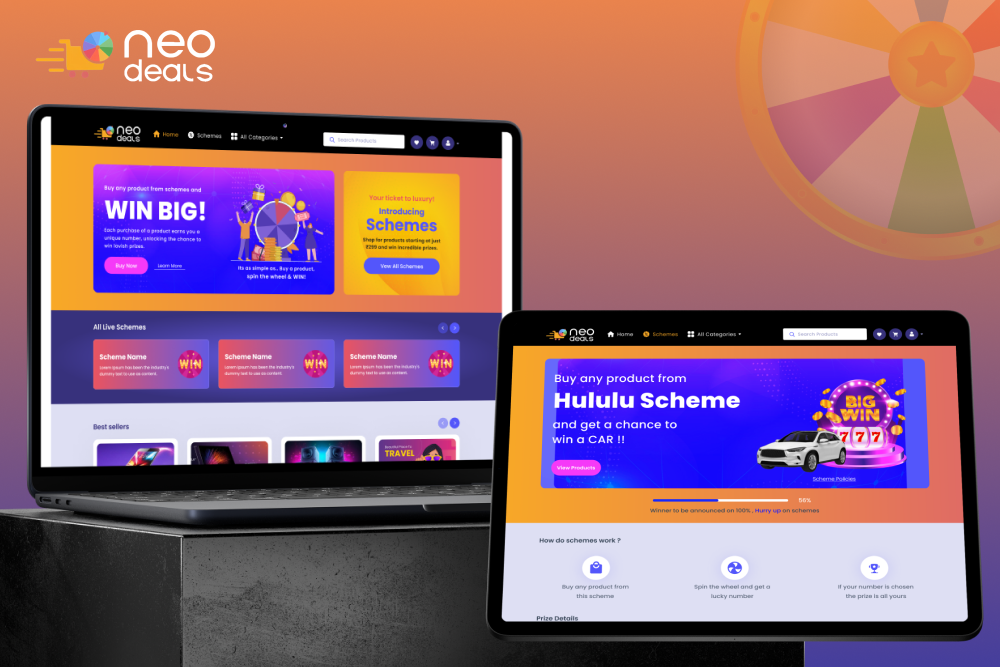 neo
deals
neo
deals
Home
Schemes
All Categories
Search Products
Buy any product from schemes and
WIN BIG!
Each purchase of a product earns you a
unique number, unlocking the chance to
win lavish prizes.
Buy Now
Learn More
Its as simple as.. Buy a product,
spin the wheel & WIN!
Your ticket to luxury!
Introducing
Schemes
Shop for products starting at just
₹299 and win incredible prizes.
View All Schemes
All Live Schemes
Scheme Name
Lorem Ipsum has been the industry's
dummy text to use as content.
WIN
Scheme Name
Lorem Ipsum has been the industry's
dummy text to use as content.
WIN
Scheme Name
Lorem Ipsum has been the industry's
dummy text to use as content.
WIN
Best sellers
TRAVEL
neo
deals
Home
Schemes
All Categories
Search Products
Buy any product from
Hululu Scheme
and get a chance to
win a CAR !!
View Products
BIG
WIN
777
Scheme Policies
56%
Winner to be announced on 100% , Hurry up on schemes
How do schemes work ?
Buy any product from
this scheme
Spin the wheel and get a
lucky number
if your number is chosen
the prize is all yours
Prize Details